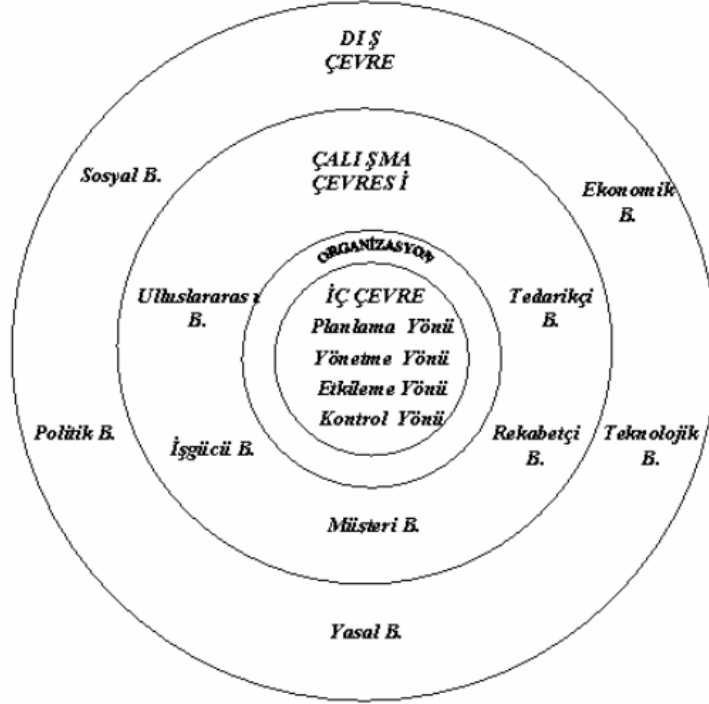 DIŞ
ÇEVRE
Sosyal B.
ÇALIŞMA
ÇEVRESİ
Ekonomik
B.
ORGANİZASYON
Ulluslararası
B.
İÇ ÇEVRE
Planlama Yönü
Yönetme Yönü
Etkileme Yönü
Kontrol Yönü
Tedarikçi
B.
Politik B.
İşgücü B.
Rekabetçi
B.
Teknolojik
B.
Müşteri B.
Yasal B.